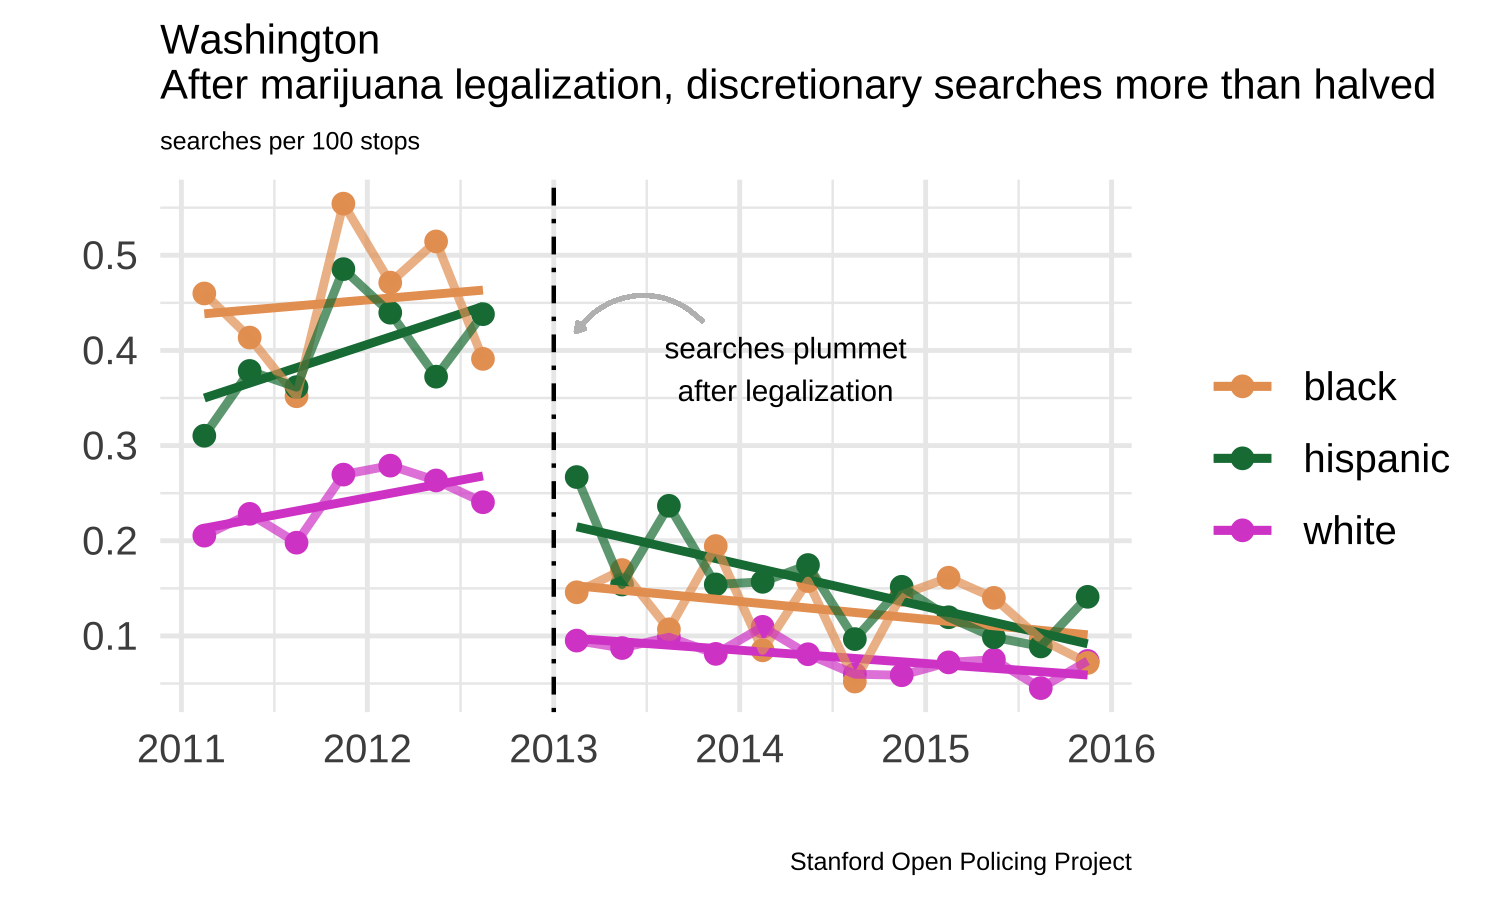 Washington
After marijuana legalization, discretionary searches more than halved
searches per 100 stops
0.5
0.4
0.3
0.2
0.1
searches plummet
after legalization
black
hispanic
white
2011 2012 2013 2014 2015 2016
Stanford Open Policing Project